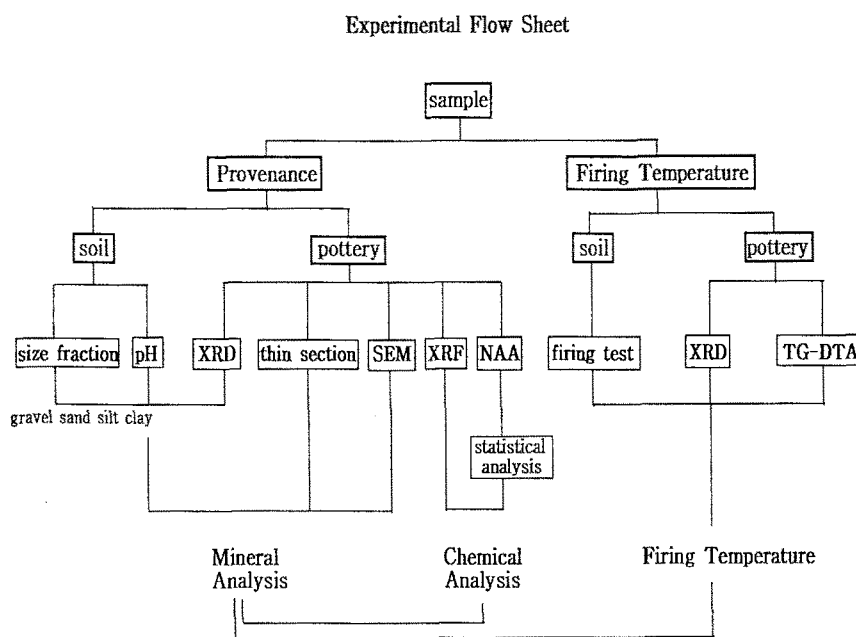 Experimental Flow Sheet
sample
Provenance
Firing Temperature
soil
pottery
soil
pottery
size fraction
pH
XRD
thin section
SEM
XRF
NAA
firing test
XRD
TG-DTA
gravel sand silt clay
statistical
analysis
Mineral
Analysis
Chemical
Analysis
Firing Temperature